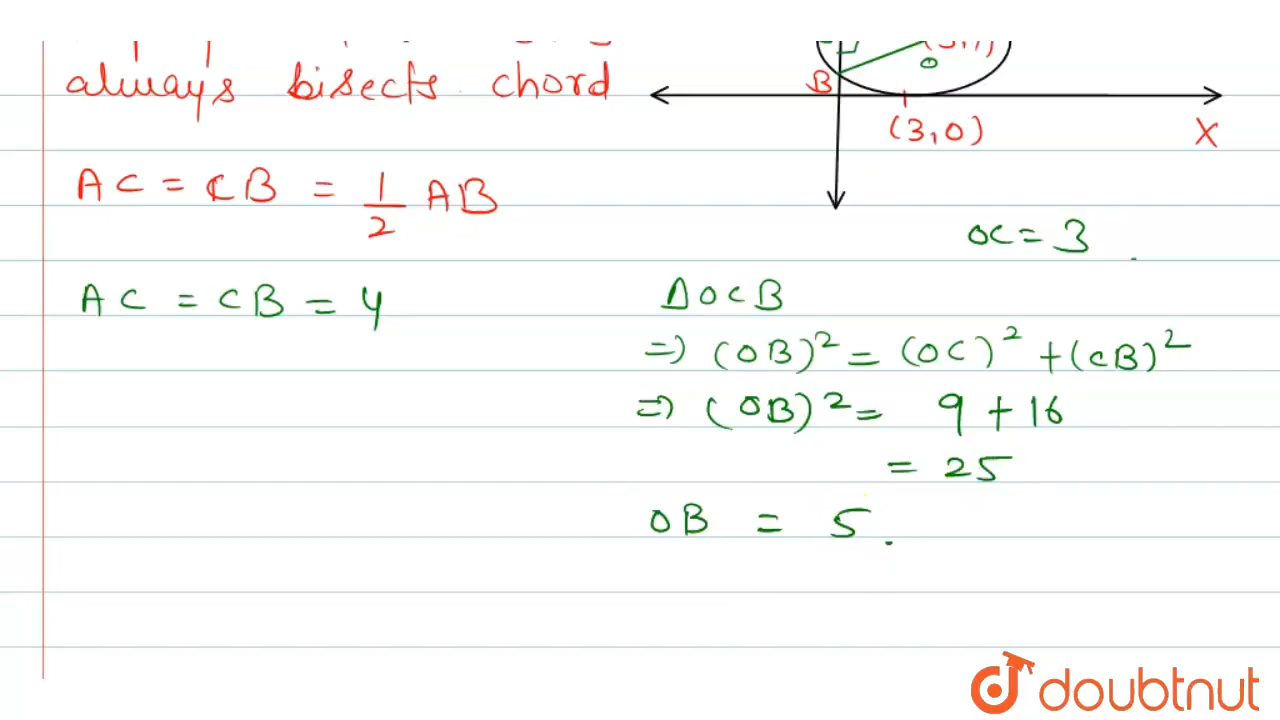 always bisects chord
B
O
(3,0)
X
AC = CB = 1/2 AB
OC = 3.
AC = CB = 4
Δ OCB
=> (OB)² = (OC)² + (CB)²
=> (OB)² = 9 + 16
= 25
OB = 5.
doubtnut